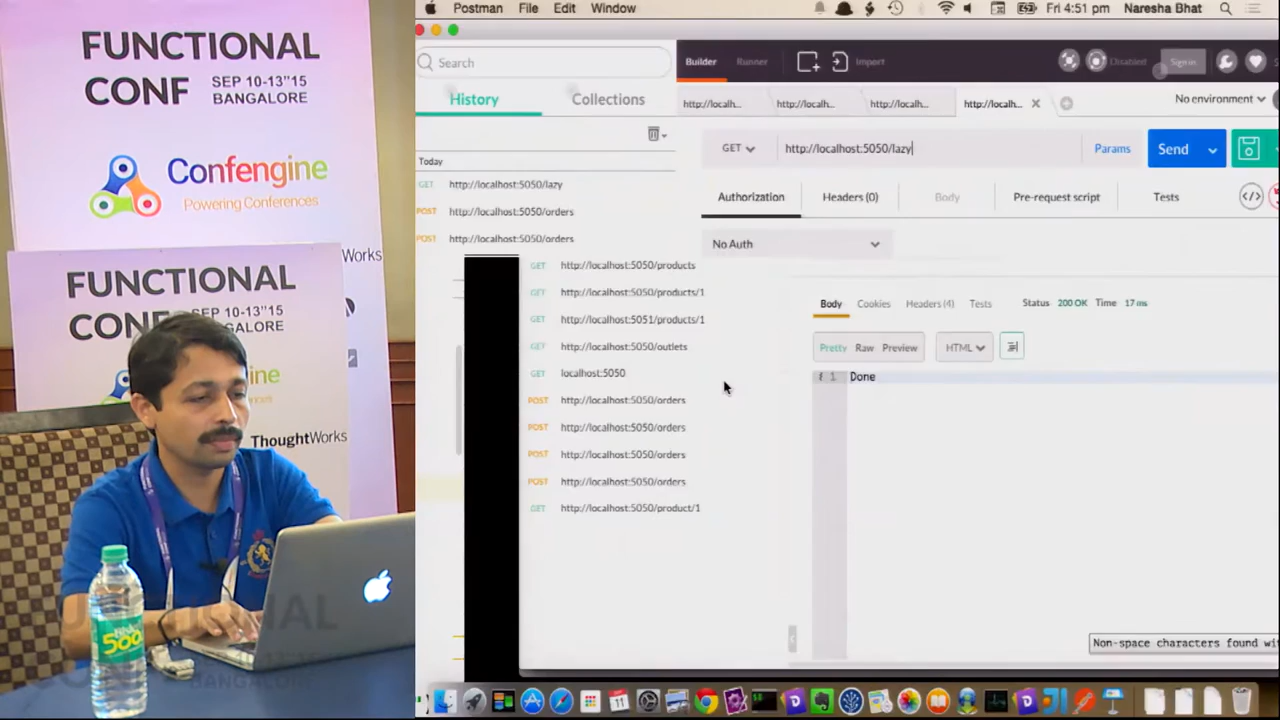 FUNCTIONAL
CONF SEP 10-13"15
BANGALORE
Confengine
Powering Conferences
FUNCTIONAL
SEP 10-13"15
ThoughtWorks
Postman File Edit Window
Fri 4:51 pm Naresha Bhat
Search
History Collections
Today
GET http://localhost:5050/lazy
POST http://localhost:5050/orders
POST http://localhost:5050/orders
GET http://localhost:5050/products
GET http://localhost:5050/products/1
GET http://localhost:5051/products/1
GET http://localhost:5050/outlets
GET localhost:5050
POST http://localhost:5050/orders
POST http://localhost:5050/orders
POST http://localhost:5050/orders
POST http://localhost:5050/orders
GET http://localhost:5050/product/1
Builder Runner Import Disabled Sign in
http://localh... http://localh... http://localh... http://localh... No environment
GET http://localhost:5050/lazy Params Send
Authorization Headers (0) Body Pre-request script Tests
No Auth
Body Cookies Headers (4) Tests Status 200 OK Time 17 ms
Pretty Raw Preview HTML
1 Done
Non-space characters found wi